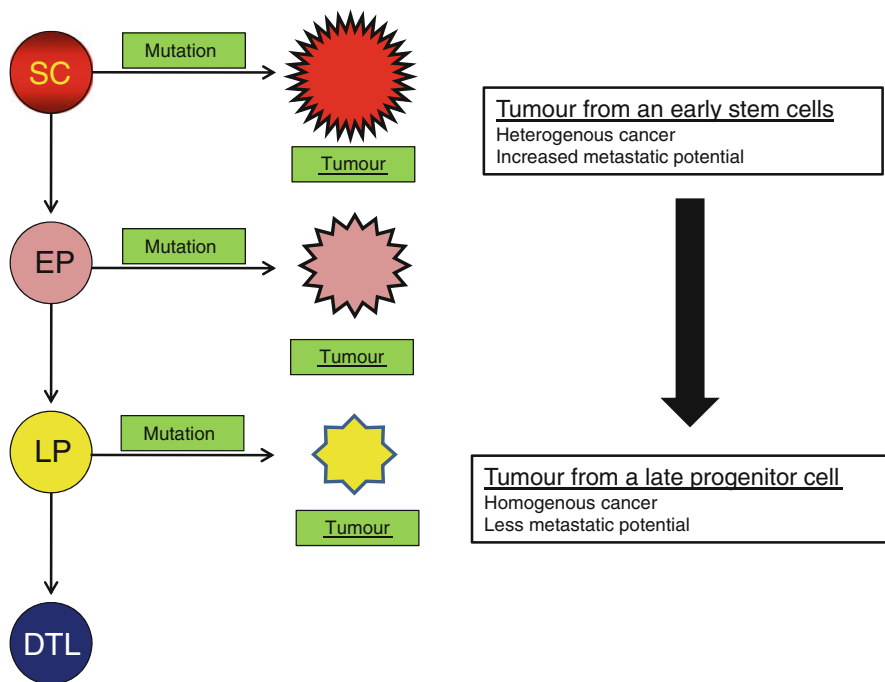 SC
Mutation
Tumour
Tumour from an early stem cells
Heterogenous cancer
Increased metastatic potential
EP
Mutation
Tumour
LP
Mutation
Tumour
Tumour from a late progenitor cell
Homogenous cancer
Less metastatic potential
DTL